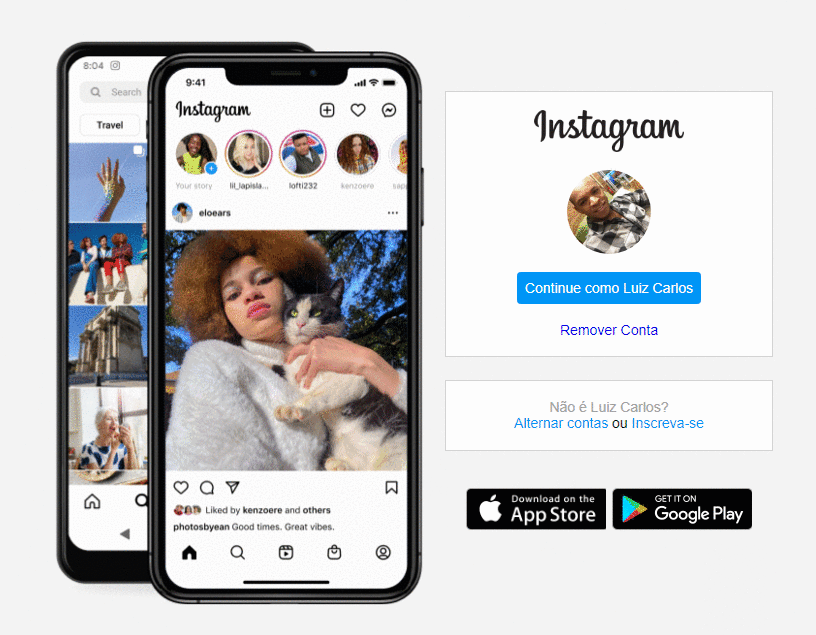 8:04
Search
Travel
9:41
Instagram
Your story
lil_lapisla...
lofti232
kenzoere
eloears
Liked by kenzoere and others
photosbyean Good times. Great vibes.
Instagram
Continue como Luiz Carlos
Remover Conta
Não é Luiz Carlos?
Alternar contas ou Inscreva-se
Download on the
App Store
GET IT ON
Google Play